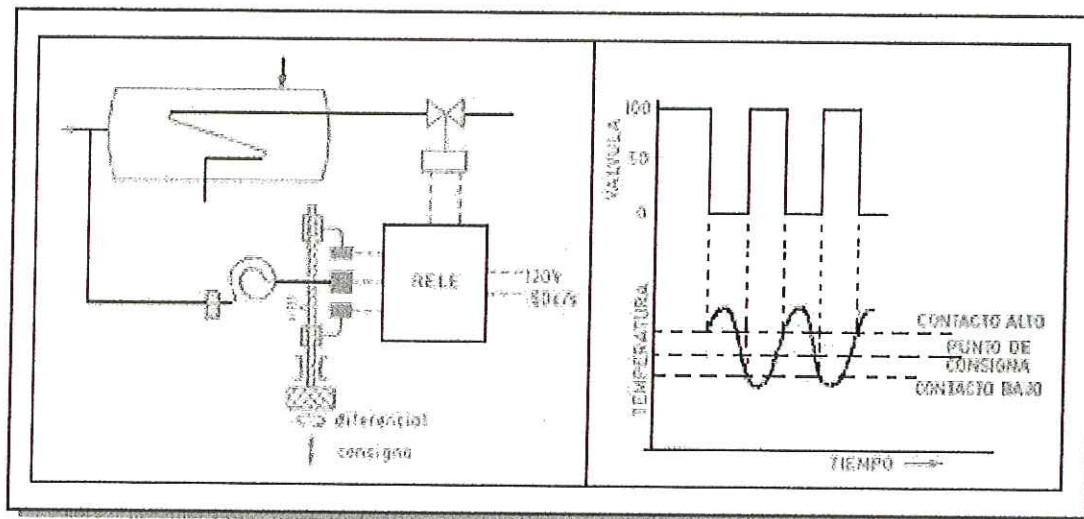 RELE
120V
diferencial
consigna
VALVULA
100
50
0
TEMPERATURA
CONTACTO ALTO
PUNTO DE
CONSIGNA
CONTACTO BAJO
TIEMPO